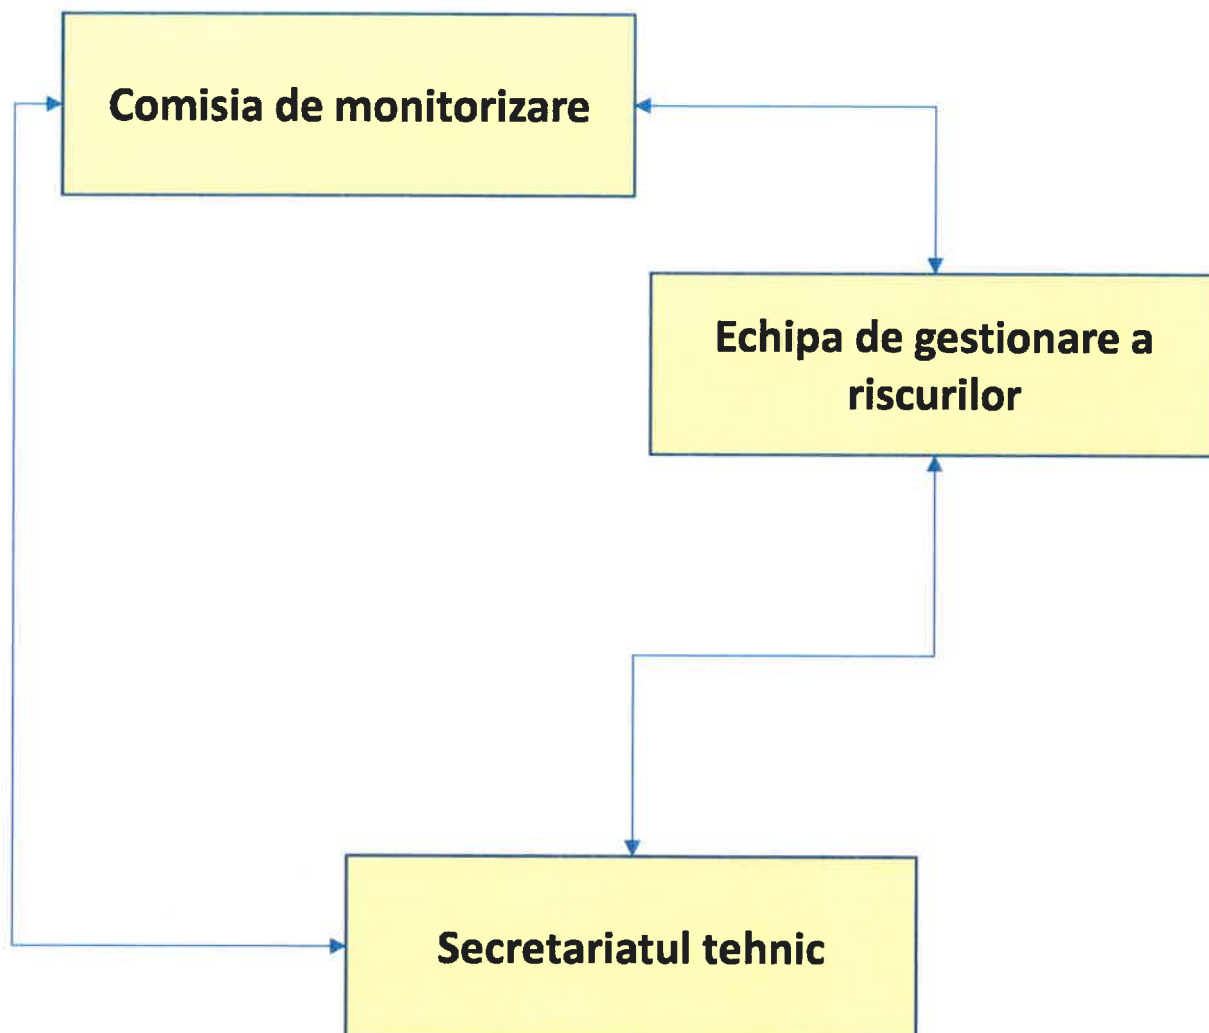 Comisia de monitorizare
Echipa de gestionare a
riscurilor
Secretariatul tehnic